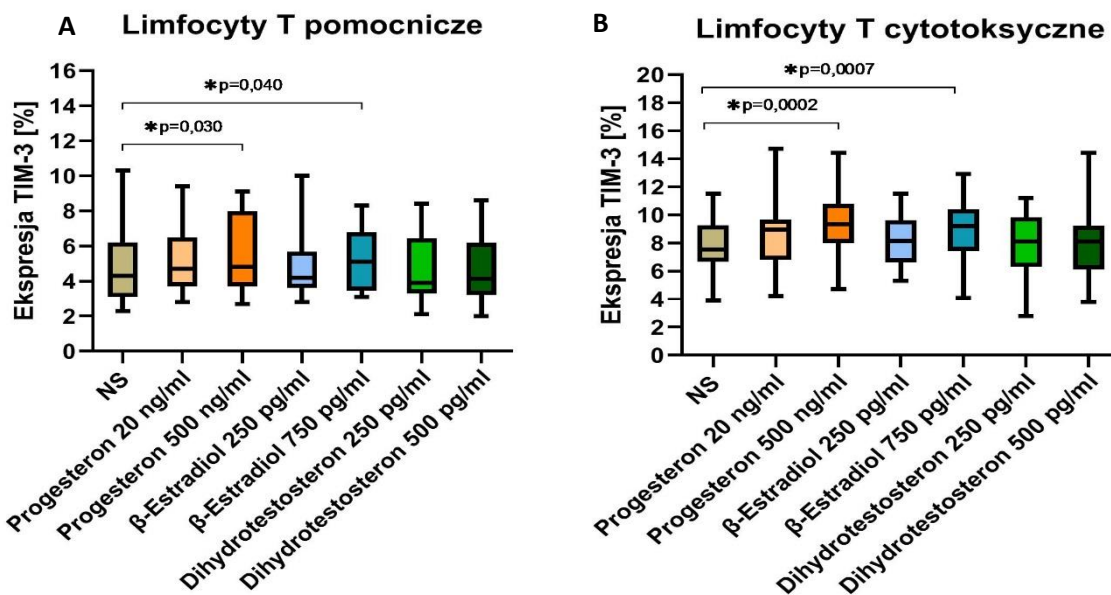 A
Limfocyty T pomocnicze
Ekspresja TIM-3 [%]
16
14
12
10
8
6
4
2
0
*p=0,040
*p=0,030
NS
Progesteron 20 ng/ml
Progesteron 500 ng/ml
β-Estradiol 250 pg/ml
β-Estradiol 750 pg/ml
Dihydrotestosteron 250 pg/ml
Dihydrotestosteron 500 pg/ml
B
Limfocyty T cytotoksyczne
Ekspresja TIM-3 [%]
20
18
16
14
12
10
8
6
4
2
0
*p=0,0007
*p=0,0002
NS
Progesteron 20 ng/ml
Progesteron 500 ng/ml
β-Estradiol 250 pg/ml
β-Estradiol 750 pg/ml
Dihydrotestosteron 250 pg/ml
Dihydrotestosteron 500 pg/ml